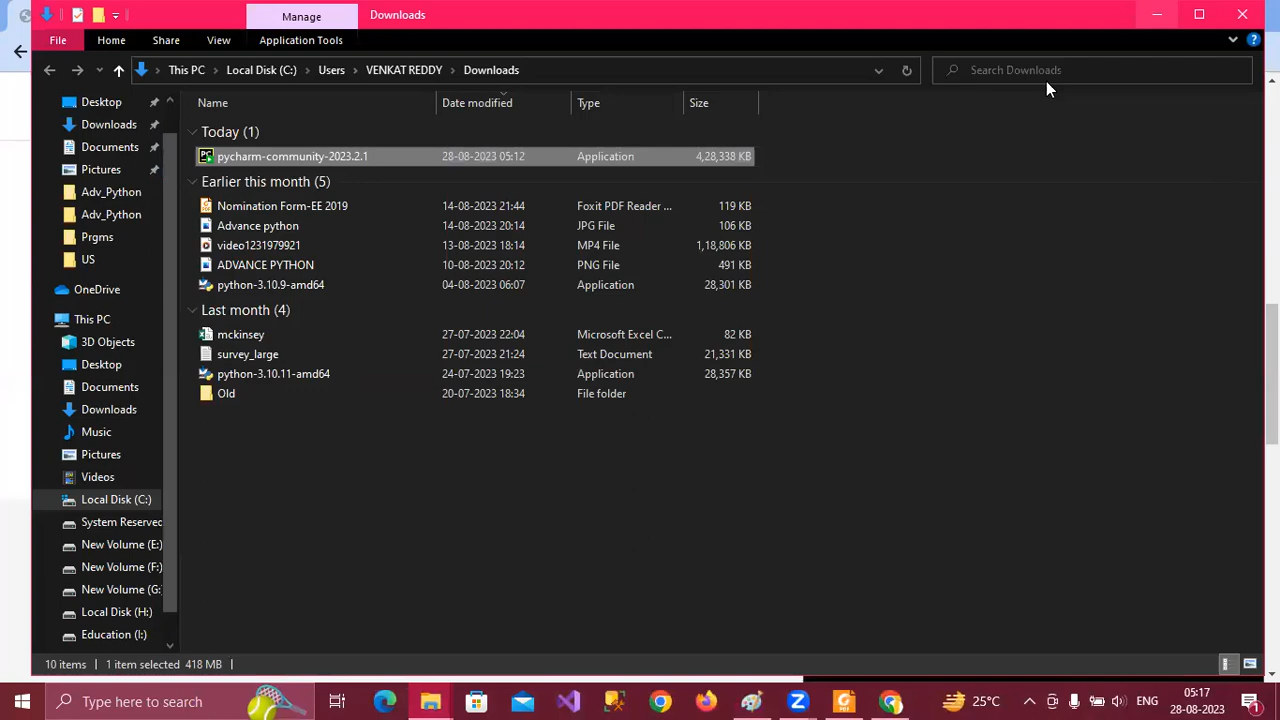 Manage
Downloads
File
Home
Share
View
Application Tools
This PC
Local Disk (C:)
Users
VENKAT REDDY
Downloads
Search Downloads
Desktop
Downloads
Documents
Pictures
Adv_Python
Adv_Python
Prgms
US
OneDrive
This PC
3D Objects
Desktop
Documents
Downloads
Music
Pictures
Videos
Local Disk (C:)
System Reserved
New Volume (E:)
New Volume (F:)
New Volume (G:
Local Disk (H:)
Education (I:)
Name Date modified Type Size
Today (1)
pycharm-community-2023.2.1 28-08-2023 05:12 Application 4,28,338 KB
Earlier this month (5)
Nomination Form-EE 2019 14-08-2023 21:44 Foxit PDF Reader ... 119 KB
Advance python 14-08-2023 20:14 JPG File 106 KB
video1231979921 13-08-2023 18:14 MP4 File 1,18,806 KB
ADVANCE PYTHON 10-08-2023 20:12 PNG File 491 KB
python-3.10.9-amd64 04-08-2023 06:07 Application 28,301 KB
Last month (4)
mckinsey 27-07-2023 22:04 Microsoft Excel C... 82 KB
survey_large 27-07-2023 21:24 Text Document 21,331 KB
python-3.10.11-amd64 24-07-2023 19:23 Application 28,357 KB
Old 20-07-2023 18:34 File folder
10 items 1 item selected 418 MB
Type here to search
25°C
ENG
05:17
28-08-2023